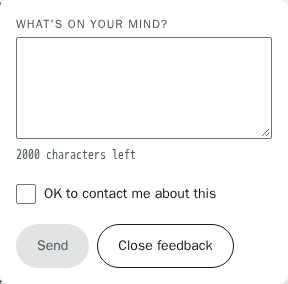 WHAT'S ON YOUR MIND?
2000 characters left
OK to contact me about this
Send
Close feedback